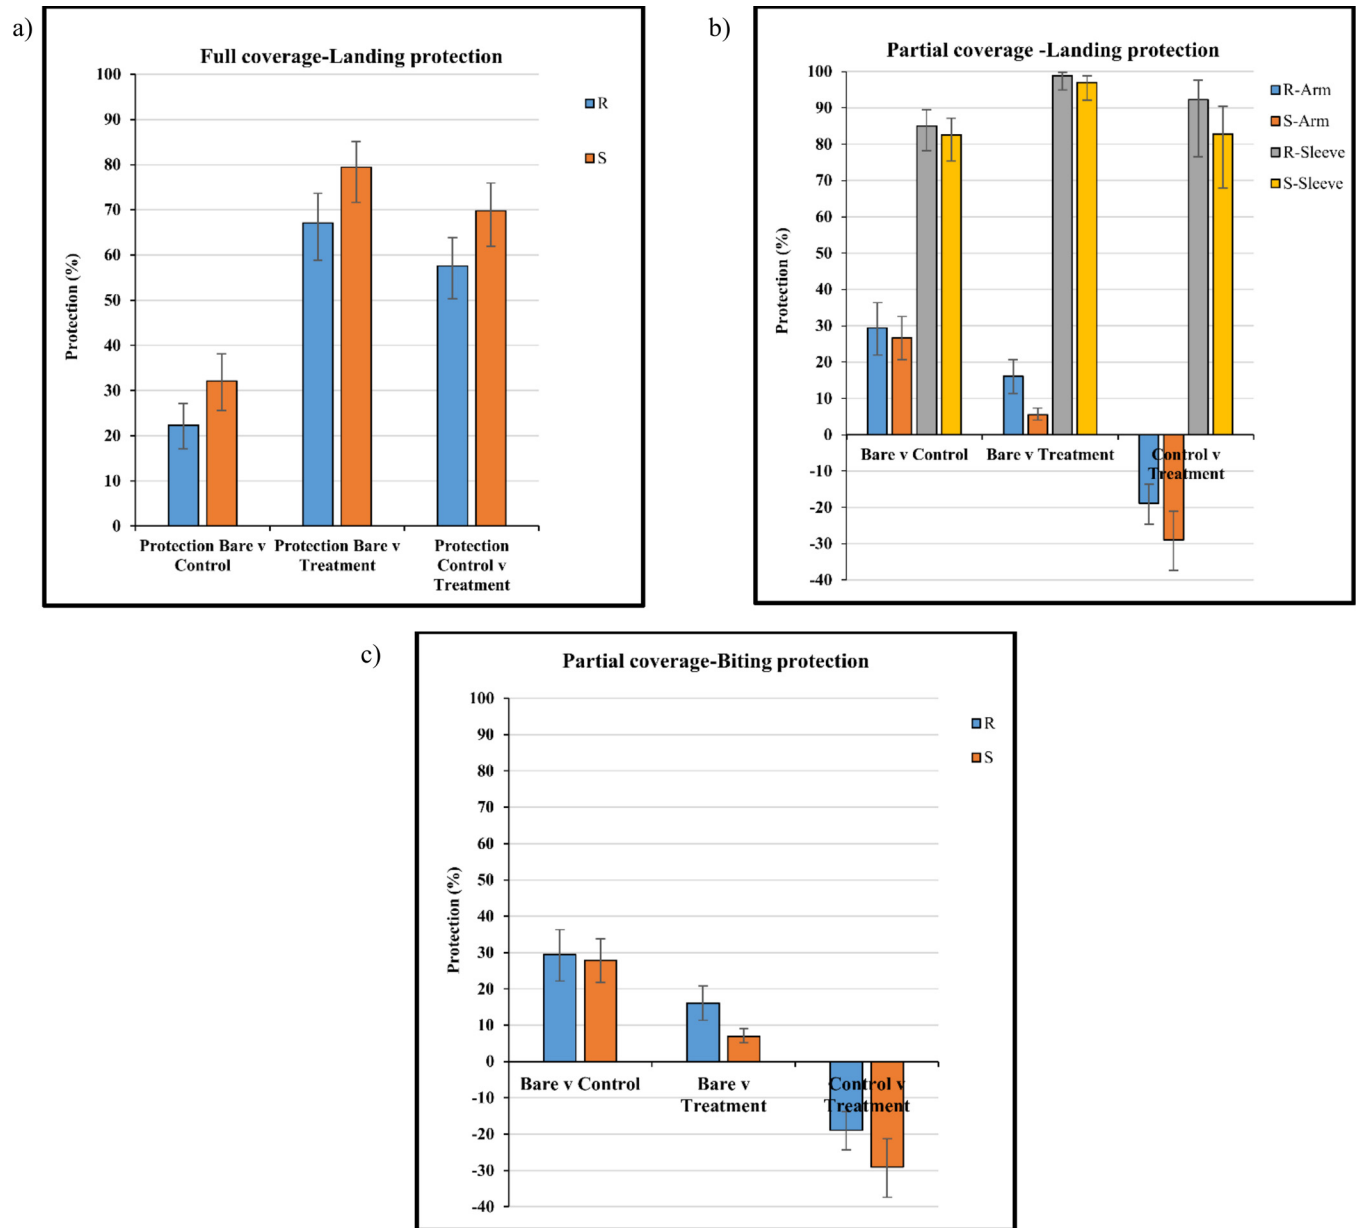 a)
Full coverage-Landing protection
100
90
80
70
60
50
40
30
20
10
0
Protection (%)
R
S
Protection Bare v
Control
Protection Bare v
Treatment
Protection
Control v
Treatment
b)
Partial coverage -Landing protection
100
90
80
70
60
50
40
30
20
10
0
-10
-20
-30
-40
Protection (%)
R-Arm
S-Arm
R-Sleeve
S-Sleeve
Bare v Control
Bare v Treatment
Control v
Treatment
c)
Partial coverage-Biting protection
100
90
80
70
60
50
40
30
20
10
0
-10
-20
-30
-40
Protection (%)
R
S
Bare v Control
Bare v
Treatment
Control v
Treatment